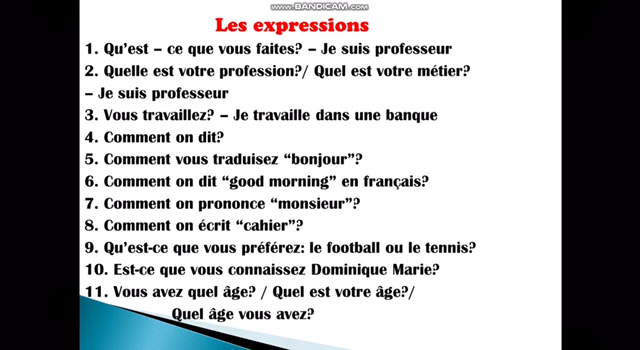 www.BANDICAM.com
Les expressions
1. Qu’est – ce que vous faites? – Je suis professeur
2. Quelle est votre profession?/ Quel est votre métier?
– Je suis professeur
3. Vous travaillez? – Je travaille dans une banque
4. Comment on dit?
5. Comment vous traduisez “bonjour”?
6. Comment on dit “good morning” en français?
7. Comment on prononce “monsieur”?
8. Comment on écrit “cahier”?
9. Qu’est-ce que vous préférez: le football ou le tennis?
10. Est-ce que vous connaissez Dominique Marie?
11. Vous avez quel âge? / Quel est votre âge?/
Quel âge vous avez?